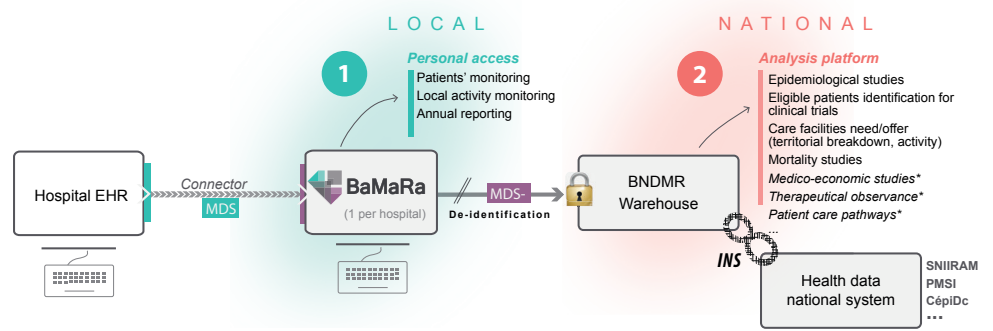 LOCAL
NATIONAL
1
Personal access
Patients' monitoring
Local activity monitoring
Annual reporting
2
Analysis platform
Epidemiological studies
Eligible patients identification for
clinical trials
Care facilities need/offer
(territorial breakdown, activity)
Mortality studies
Medico-economic studies*
Therapeutical observance*
Patient care pathways*
...
Hospital EHR
Connector
MDS
BaMaRa
(1 per hospital)
MDS-
De-identification
BNDMR
Warehouse
INS
Health data
national system
SNIIRAM
PMSI
CépiDc
...